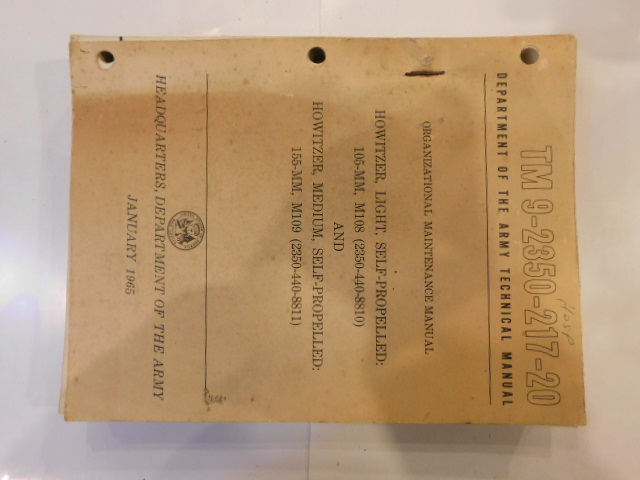 TM 9-2350-217-20
DEPARTMENT OF THE ARMY TECHNICAL MANUAL
ORGANIZATIONAL MAINTENANCE MANUAL
HOWITZER, LIGHT, SELF-PROPELLED:
105-MM, M108 (2350-440-8810)
AND
HOWITZER, MEDIUM, SELF-PROPELLED:
155-MM, M109 (2350-440-8811)
HEADQUARTERS, DEPARTMENT OF THE ARMY
JANUARY 1965